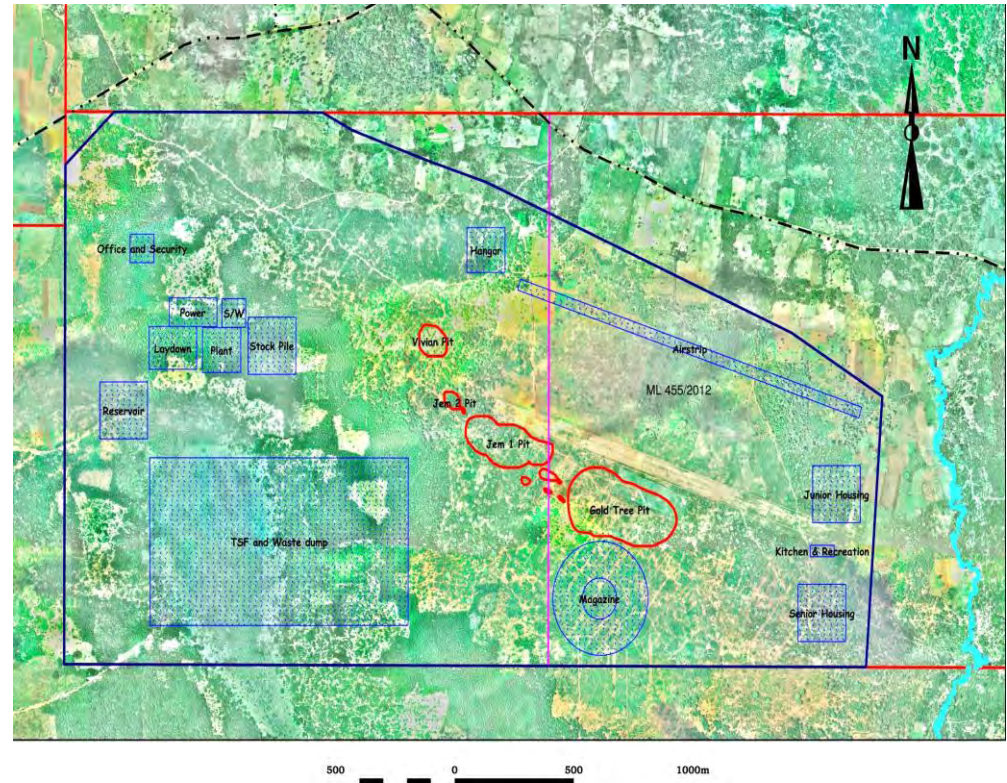 N
Office and Security
Hangar
Power
S/W
Laydown
Plant
Stock Pile
Vivian Pit
Airstrip
ML 455/2012
Reservoir
Jem 2 Pit
Jem 1 Pit
Junior Housing
Gold Tree Pit
TSF and Waste dump
Kitchen & Recreation
Magazine
Senior Housing
500 0 500 1000m